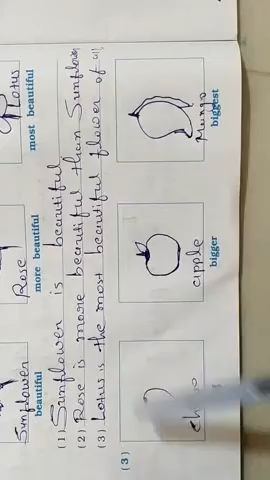 Sunflower Rose Lotus
beautiful more beautiful most beautiful
(1) Sunflower is beautiful
(2) Rose is more beautiful than Sunflower
(3) Lotus is the most beautiful flower of all
(3)
apple Mungo
bigger biggest